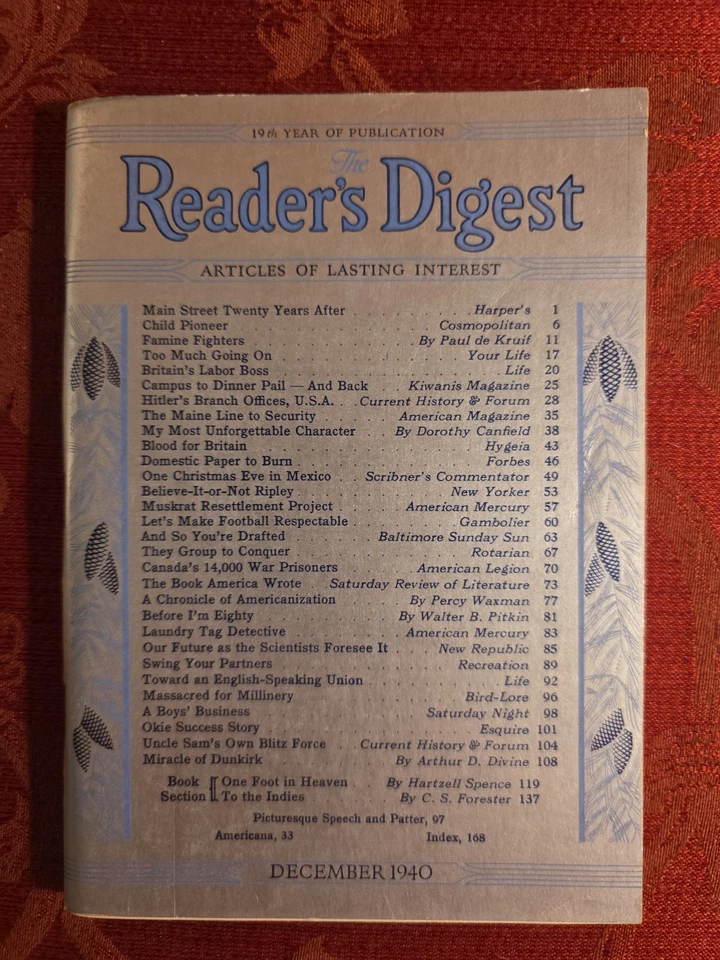 19th YEAR OF PUBLICATION
The
Reader's Digest
ARTICLES OF LASTING INTEREST
Main Street Twenty Years After . . . . . . . . . Harper's 1
Child Pioneer . . . . . . . . . . . . . Cosmopolitan 6
Famine Fighters . . . . . . . . . . . By Paul de Kruif 11
Too Much Going On . . . . . . . . . . . Your Life 17
Britain's Labor Boss . . . . . . . . . . . . . Life 20
Campus to Dinner Pail — And Back . . Kiwanis Magazine 25
Hitler's Branch Offices, U.S.A. . . Current History & Forum 28
The Maine Line to Security . . . . . American Magazine 35
My Most Unforgettable Character . . By Dorothy Canfield 38
Blood for Britain . . . . . . . . . . . . . Hygeia 43
Domestic Paper to Burn . . . . . . . . . . . Forbes 46
One Christmas Eve in Mexico . . Scribner's Commentator 49
Believe-It-or-Not Ripley . . . . . . . . New Yorker 53
Muskrat Resettlement Project . . . . American Mercury 57
Let's Make Football Respectable . . . . . . Gambolier 60
And So You're Drafted . . . . . Baltimore Sunday Sun 63
They Group to Conquer . . . . . . . . . . Rotarian 67
Canada's 14,000 War Prisoners . . . . American Legion 70
The Book America Wrote . . Saturday Review of Literature 73
A Chronicle of Americanization . . . . By Percy Waxman 77
Before I'm Eighty . . . . . . . . By Walter B. Pitkin 81
Laundry Tag Detective . . . . . . . American Mercury 83
Our Future as the Scientists Foresee It . . . New Republic 85
Swing Your Partners . . . . . . . . . . . Recreation 89
Toward an English-Speaking Union . . . . . . . . Life 92
Massacred for Millinery . . . . . . . . . . Bird-Lore 96
A Boys' Business . . . . . . . . . . Saturday Night 98
Okie Success Story . . . . . . . . . . . . Esquire 101
Uncle Sam's Own Blitz Force . . Current History & Forum 104
Miracle of Dunkirk . . . . . . . . By Arthur D. Divine 108
Book Section
One Foot in Heaven . . By Hartzell Spence 119
To the Indies . . . . . . By C. S. Forester 137
Picturesque Speech and Patter, 97
Americana, 33 Index, 168
DECEMBER 1940